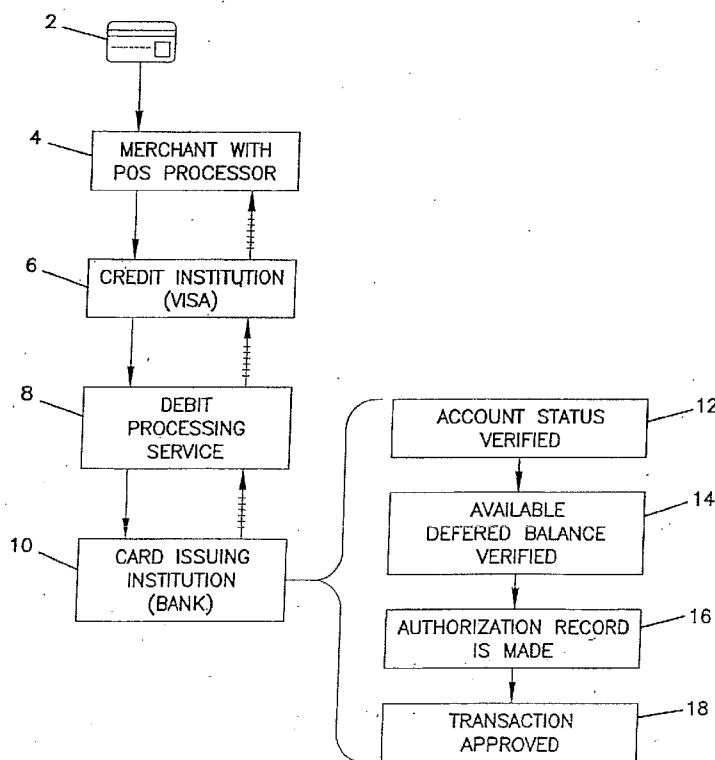 2
4
MERCHANT WITH
POS PROCESSOR
6
CREDIT INSTITUTION
(VISA)
8
DEBIT
PROCESSING
SERVICE
10
CARD ISSUING
INSTITUTION
(BANK)
ACCOUNT STATUS
VERIFIED
12
AVAILABLE
DEFERED BALANCE
VERIFIED
14
AUTHORIZATION RECORD
IS MADE
16
TRANSACTION
APPROVED
18